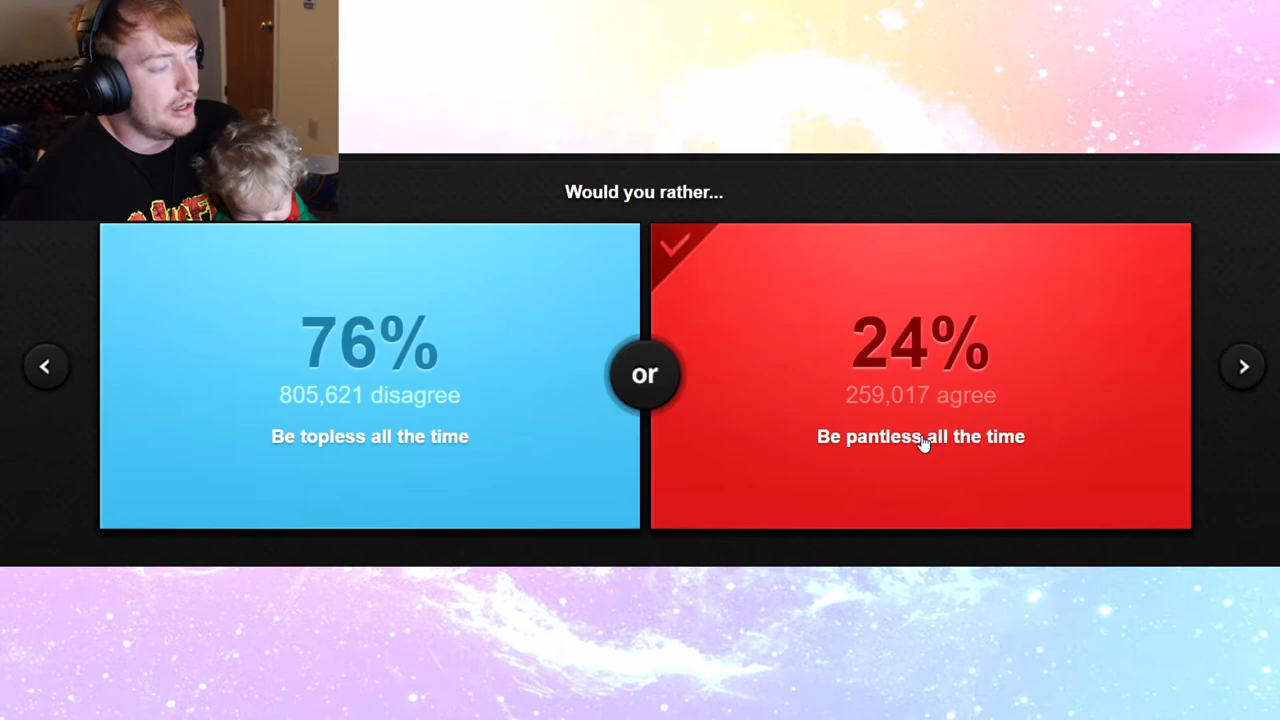 Would you rather...
76%
805,621 disagree
Be topless all the time
or
24%
259,017 agree
Be pantless all the time